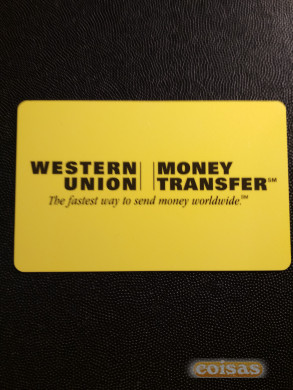 WESTERN | | MONEY
UNION | | TRANSFER℠
The fastest way to send money worldwide.℠
coisas